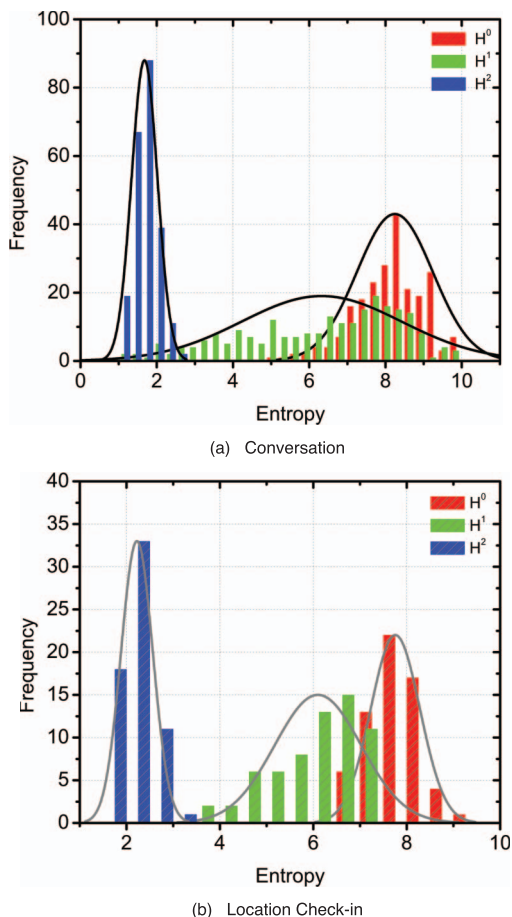 100
80
60
40
20
0
Frequency
H⁰
H¹
H²
0 2 4 6 8 10
Entropy
(a) Conversation
40
35
30
25
20
15
10
5
0
Frequency
H⁰
H¹
H²
2 4 6 8 10
Entropy
(b) Location Check-in